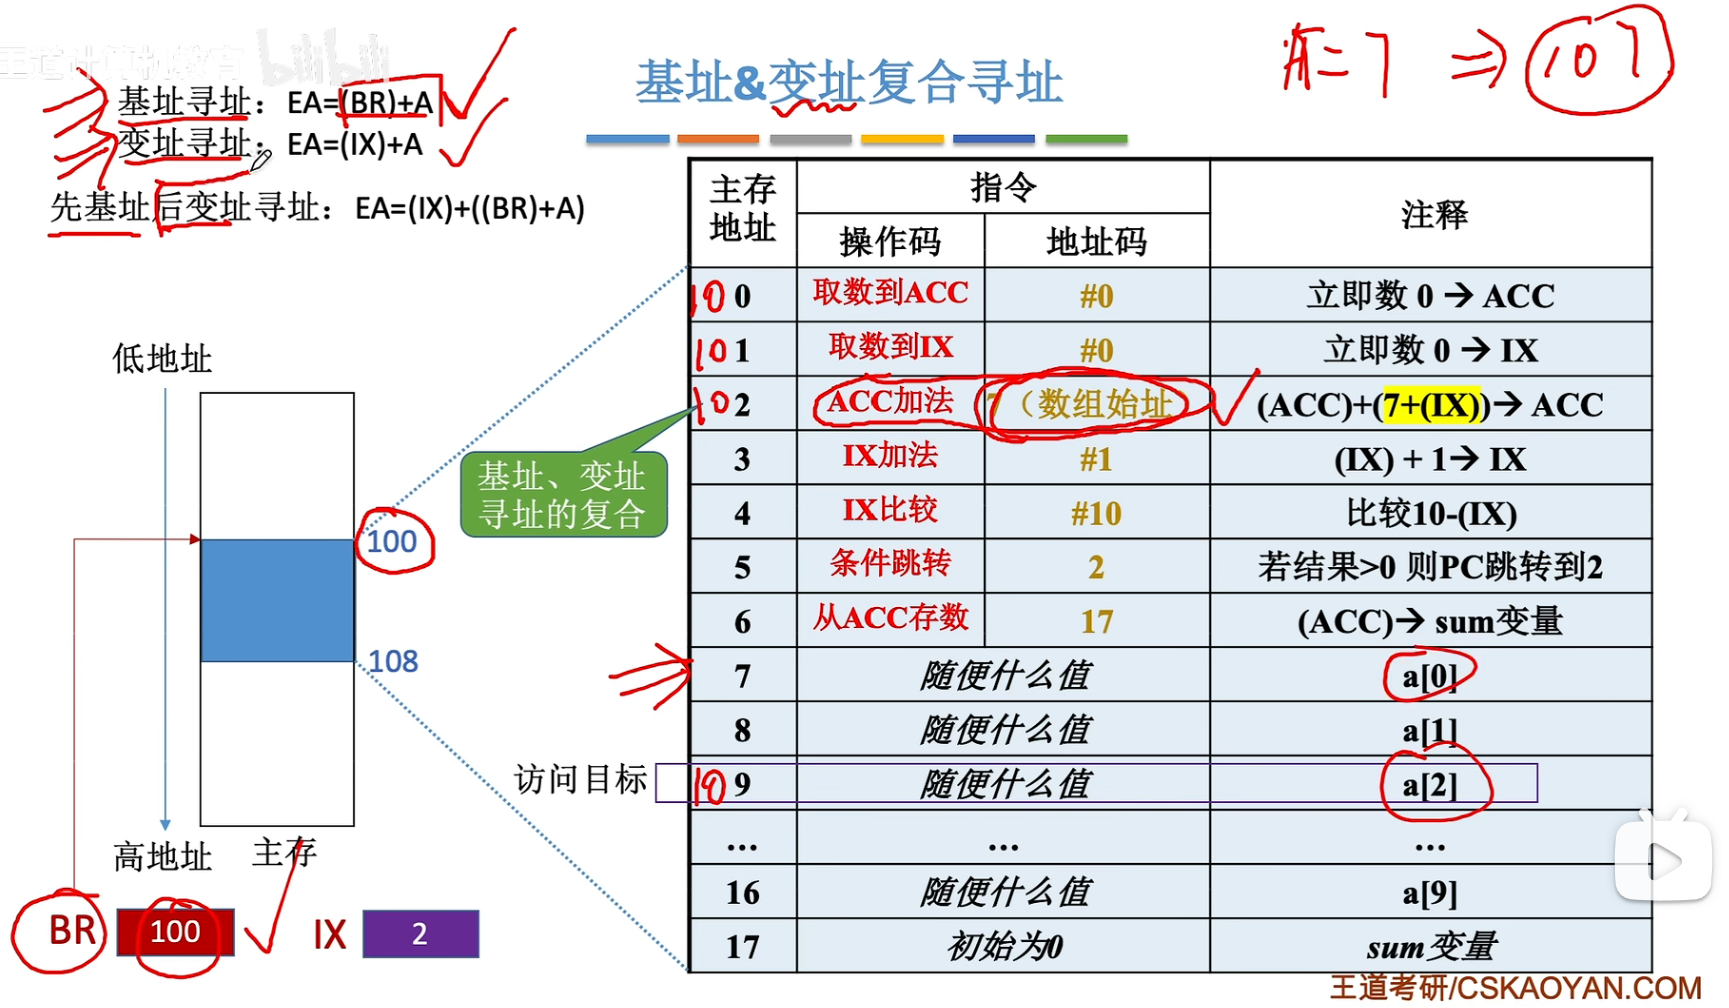 王道计算机教育 bilibili
A=7 ⇒ 107
基址&变址复合寻址
基址寻址：EA=(BR)+A
变址寻址：EA=(IX)+A
先基址后变址寻址：EA=(IX)+((BR)+A)
低地址
100
108
高地址 主存
BR 100 IX 2
基址、变址
寻址的复合
访问目标
主存地址 指令 注释
操作码 地址码
10 0 取数到ACC #0 立即数 0 → ACC
10 1 取数到IX #0 立即数 0 → IX
10 2 ACC加法 7（数组始址 (ACC)+(7+(IX))→ ACC
3 IX加法 #1 (IX) + 1→ IX
4 IX比较 #10 比较10-(IX)
5 条件跳转 2 若结果>0 则PC跳转到2
6 从ACC存数 17 (ACC)→ sum变量
7 随便什么值 a[0]
8 随便什么值 a[1]
10 9 随便什么值 a[2]
... ... ...
16 随便什么值 a[9]
17 初始为0 sum变量
王道考研/CSKAOYAN.COM